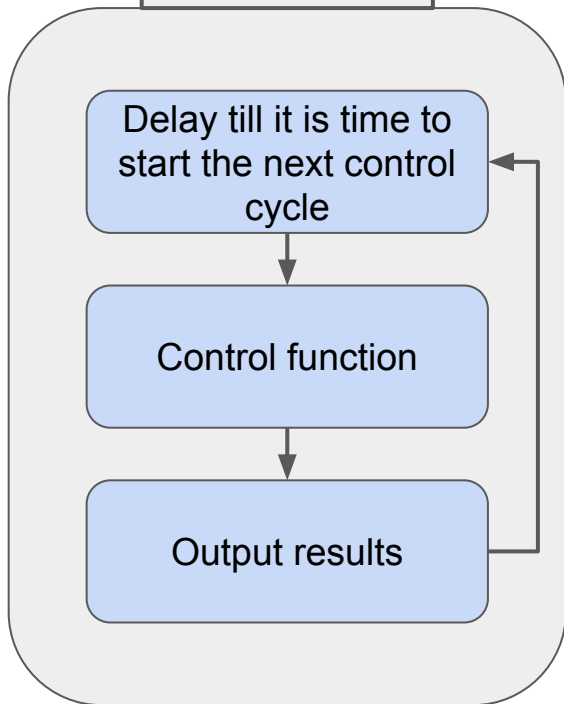 Delay till it is time to
start the next control
cycle
Control function
Output results